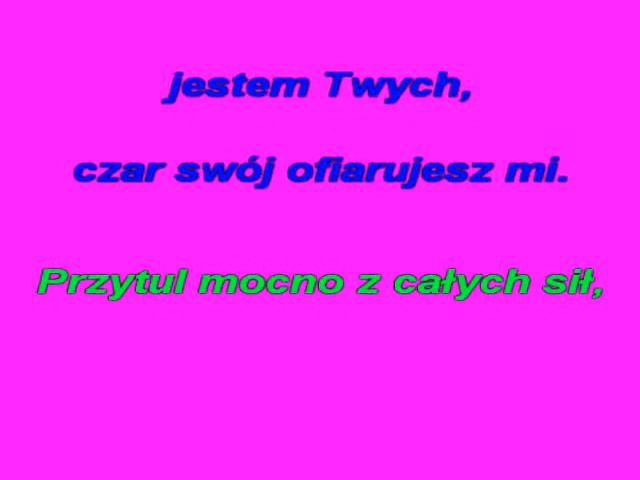 jestem Twych,
czar swój ofiarujesz mi.
Przytul mocno z całych sił,